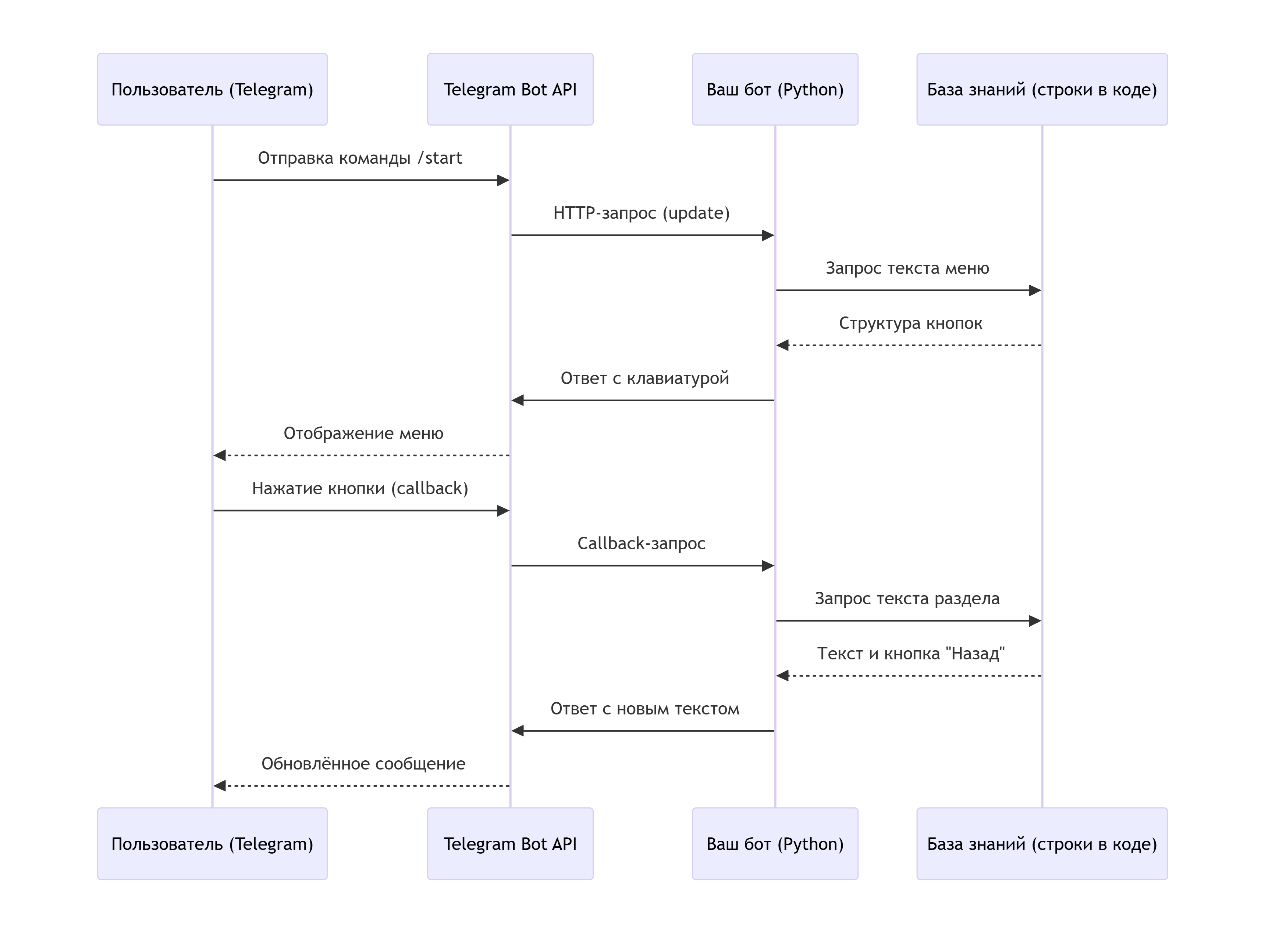 Пользователь (Telegram)
Telegram Bot API
Ваш бот (Python)
База знаний (строки в коде)
Отправка команды /start
HTTP-запрос (update)
Запрос текста меню
Структура кнопок
Ответ с клавиатурой
Отображение меню
Нажатие кнопки (callback)
Callback-запрос
Запрос текста раздела
Текст и кнопка "Назад"
Ответ с новым текстом
Обновлённое сообщение
Пользователь (Telegram)
Telegram Bot API
Ваш бот (Python)
База знаний (строки в коде)